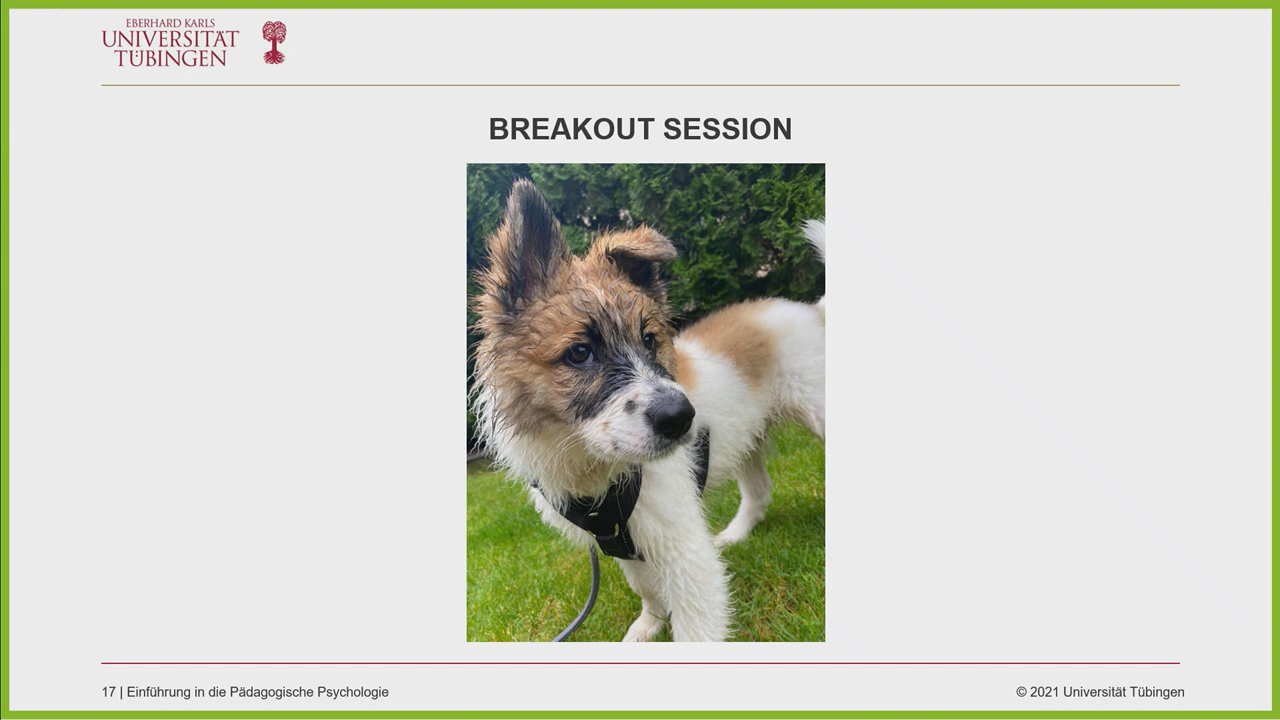 EBERHARD KARLS
UNIVERSITÄT
TÜBINGEN
BREAKOUT SESSION
17 | Einführung in die Pädagogische Psychologie
© 2021 Universität Tübingen